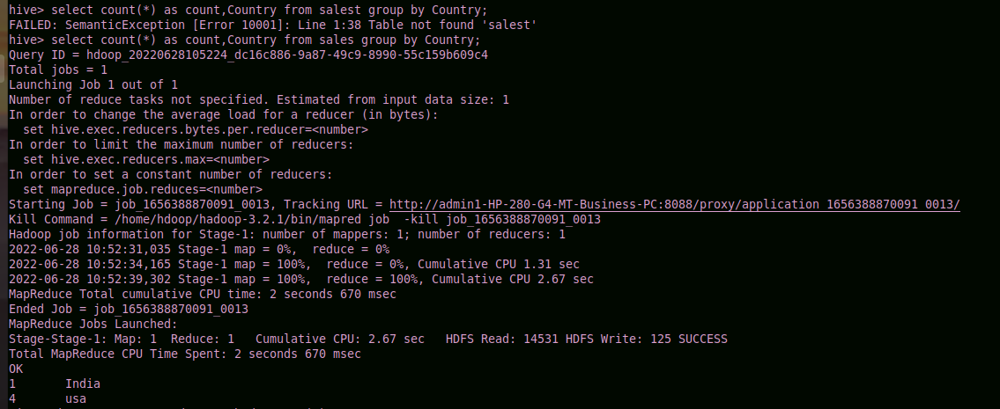 hive> select count(*) as count,Country from salest group by Country;
FAILED: SemanticException [Error 10001]: Line 1:38 Table not found 'salest'
hive> select count(*) as count,Country from sales group by Country;
Query ID = hdoop_20220628105224_dc16c886-9a87-49c9-8990-55c159b609c4
Total jobs = 1
Launching Job 1 out of 1
Number of reduce tasks not specified. Estimated from input data size: 1
In order to change the average load for a reducer (in bytes):
  set hive.exec.reducers.bytes.per.reducer=<number>
In order to limit the maximum number of reducers:
  set hive.exec.reducers.max=<number>
In order to set a constant number of reducers:
  set mapreduce.job.reduces=<number>
Starting Job = job_1656388870091_0013, Tracking URL = http://admin1-HP-280-G4-MT-Business-PC:8088/proxy/application_1656388870091_0013/
Kill Command = /home/hdoop/hadoop-3.2.1/bin/mapred job  -kill job_1656388870091_0013
Hadoop job information for Stage-1: number of mappers: 1; number of reducers: 1
2022-06-28 10:52:31,035 Stage-1 map = 0%,  reduce = 0%
2022-06-28 10:52:34,165 Stage-1 map = 100%,  reduce = 0%, Cumulative CPU 1.31 sec
2022-06-28 10:52:39,302 Stage-1 map = 100%,  reduce = 100%, Cumulative CPU 2.67 sec
MapReduce Total cumulative CPU time: 2 seconds 670 msec
Ended Job = job_1656388870091_0013
MapReduce Jobs Launched:
Stage-Stage-1: Map: 1  Reduce: 1   Cumulative CPU: 2.67 sec   HDFS Read: 14531 HDFS Write: 125 SUCCESS
Total MapReduce CPU Time Spent: 2 seconds 670 msec
OK
1       India
4       usa